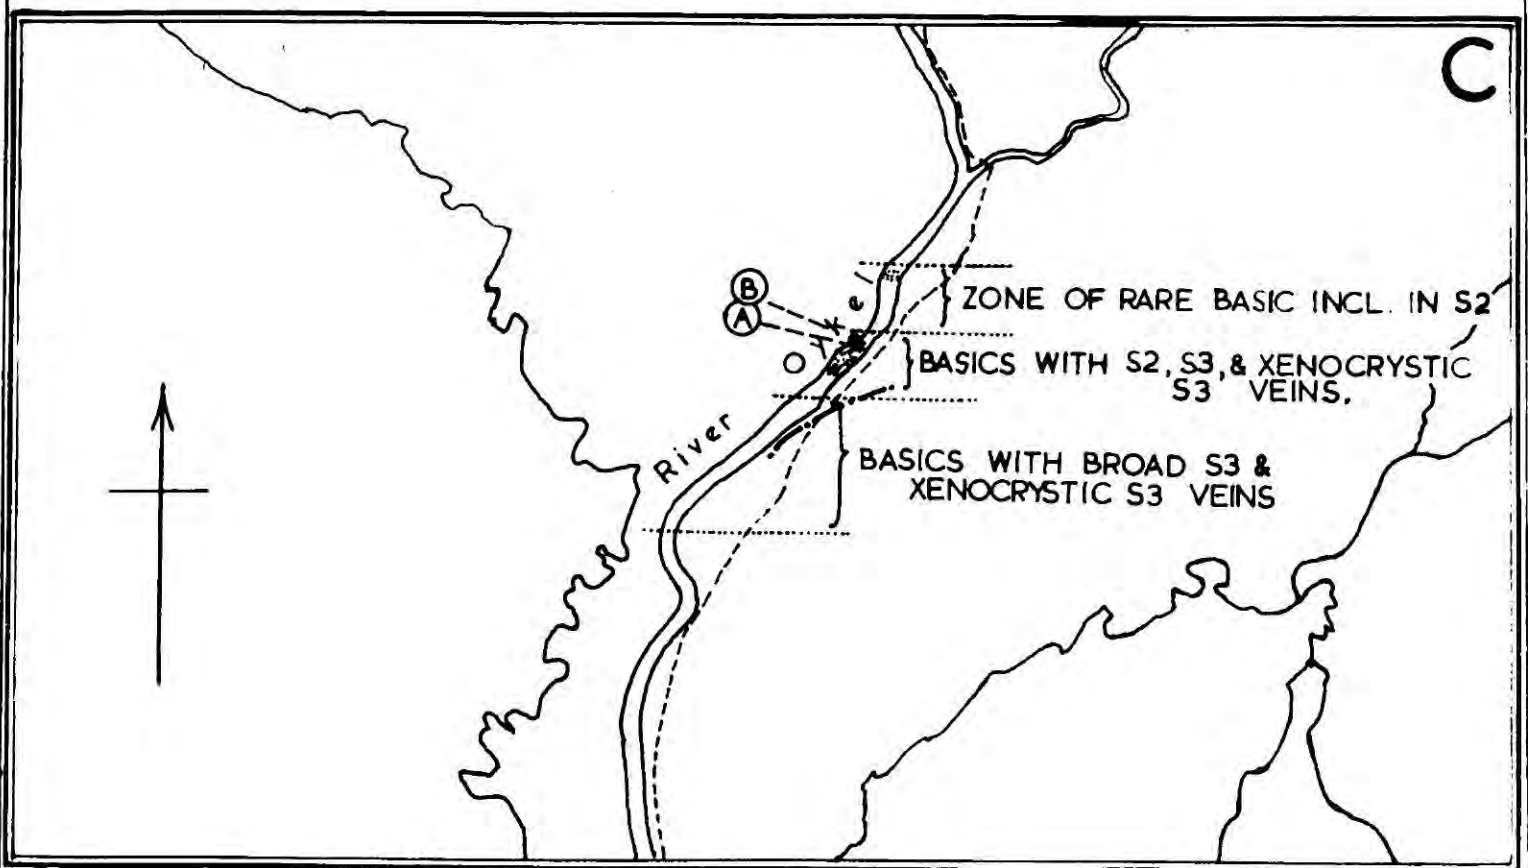 C
B
A
ZONE OF RARE BASIC INCL. IN S2
BASICS WITH S2, S3, & XENOCRYSTIC
S3 VEINS.
River Oykel
BASICS WITH BROAD S3 &
XENOCRYSTIC S3 VEINS